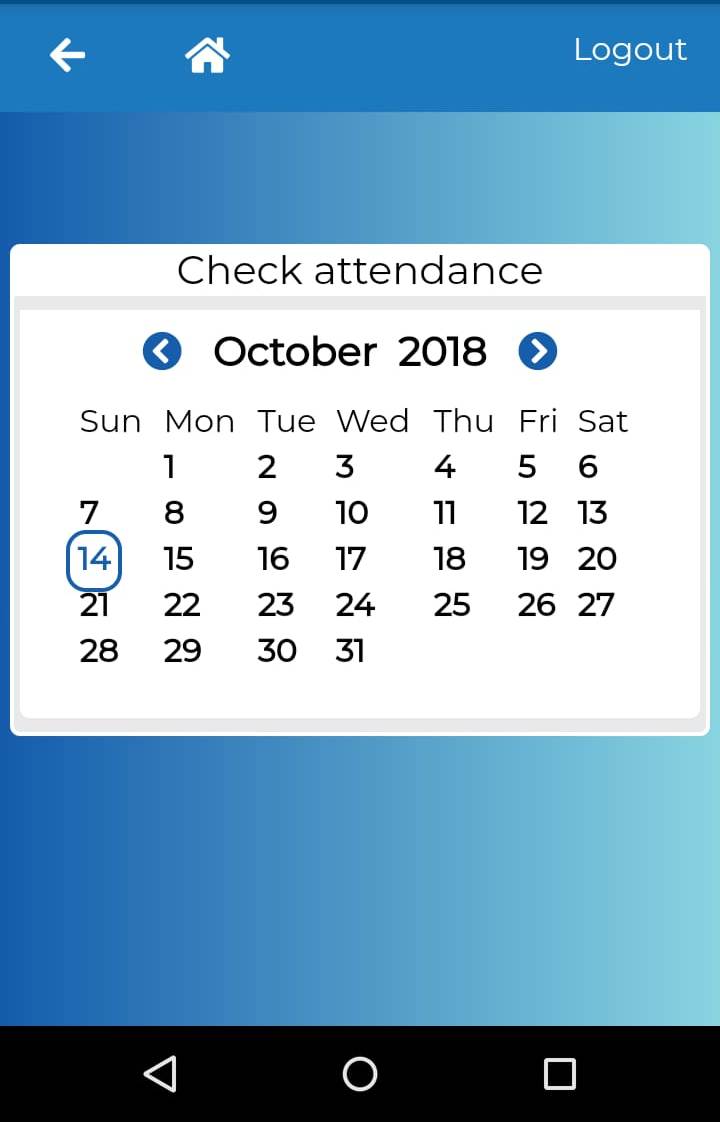 Logout
Check attendance
October 2018
Sun Mon Tue Wed Thu Fri Sat
1 2 3 4 5 6
7 8 9 10 11 12 13
14 15 16 17 18 19 20
21 22 23 24 25 26 27
28 29 30 31